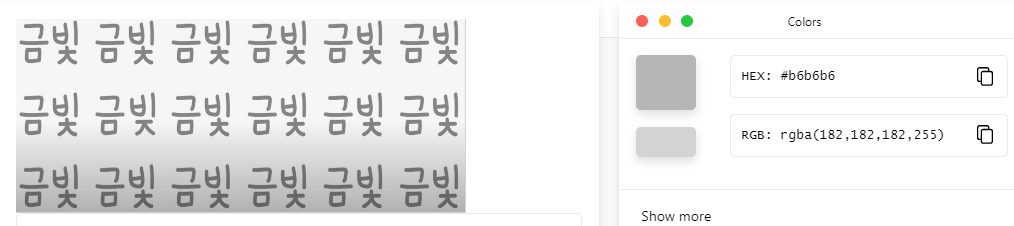 금빛 금빛 금빛 금빛 금빛 금빛
금빛 금빛 금빛 금빛 금빛 금빛
금빛 금빛 금빛 금빛 금빛 금빛
Colors
HEX: #b6b6b6
RGB: rgba(182,182,182,255)
Show more